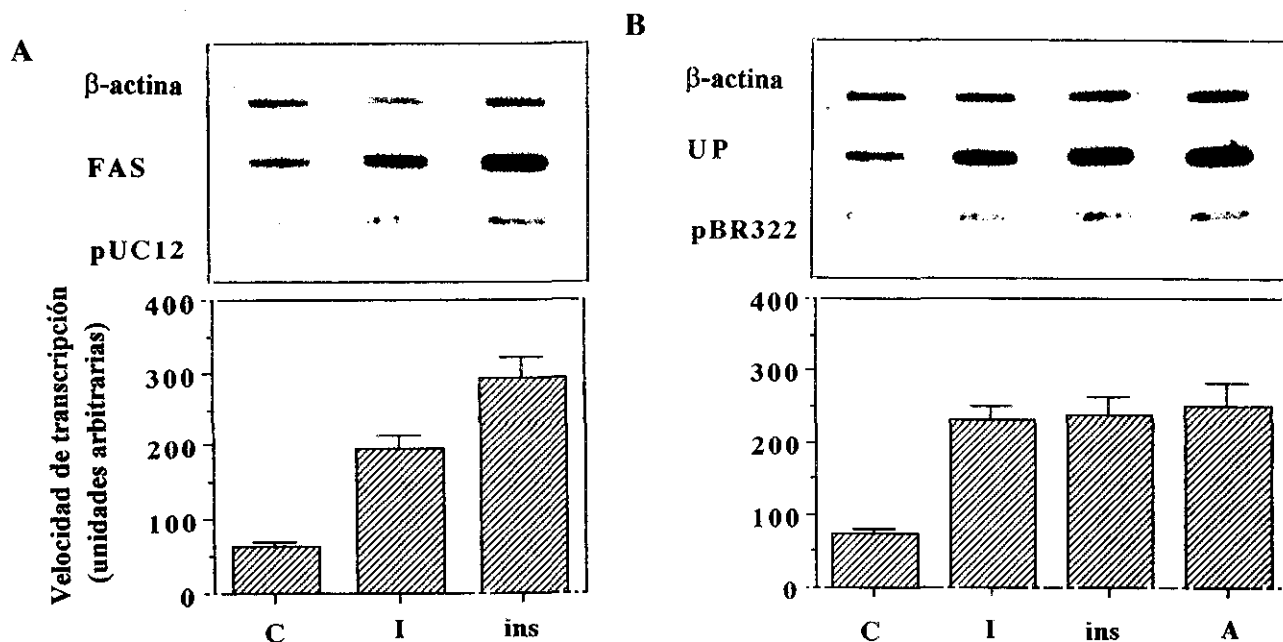 A
β-actina
FAS
pUC12
B
β-actina
UP
pBR322
Velocidad de transcripción
(unidades arbitrarias)
400
300
200
100
0
C I ins
400
300
200
100
0
C I ins A